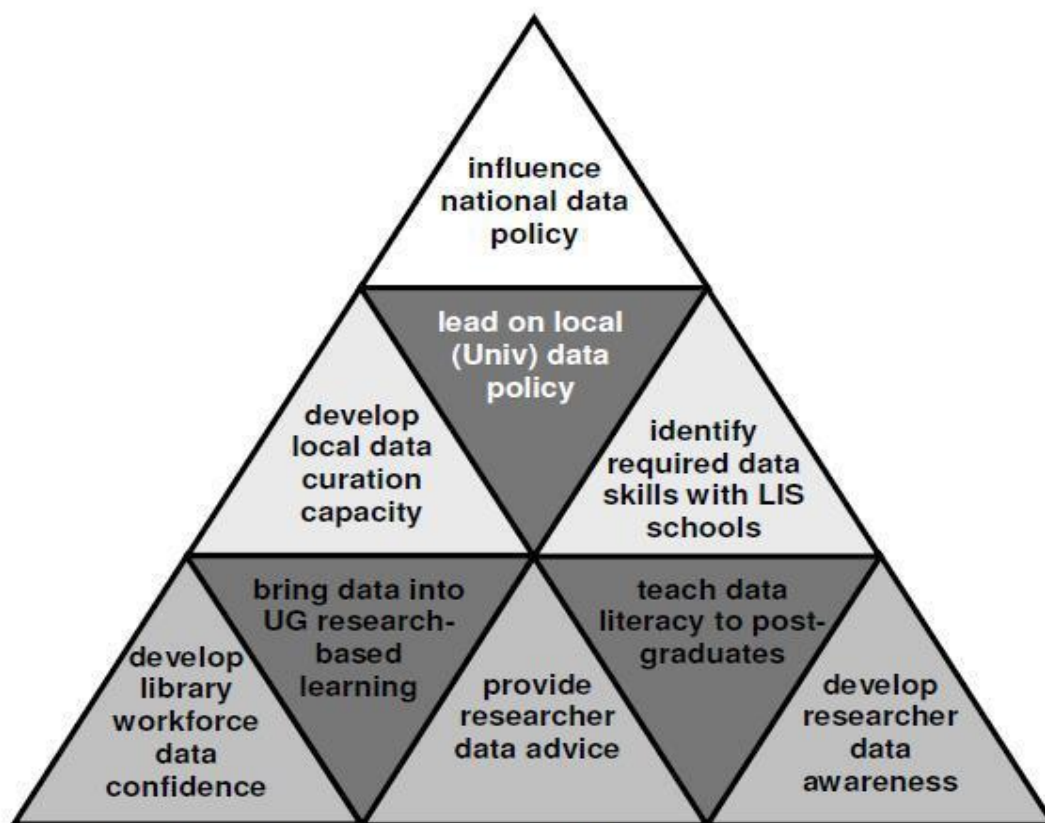 influence
national data
policy
lead on local
(Univ) data
policy
develop
local data
curation
capacity
identify
required data
skills with LIS
schools
bring data into
UG research-
based
learning
teach data
literacy to post-
graduates
develop
library
workforce
data
confidence
provide
researcher
data advice
develop
researcher
data
awareness